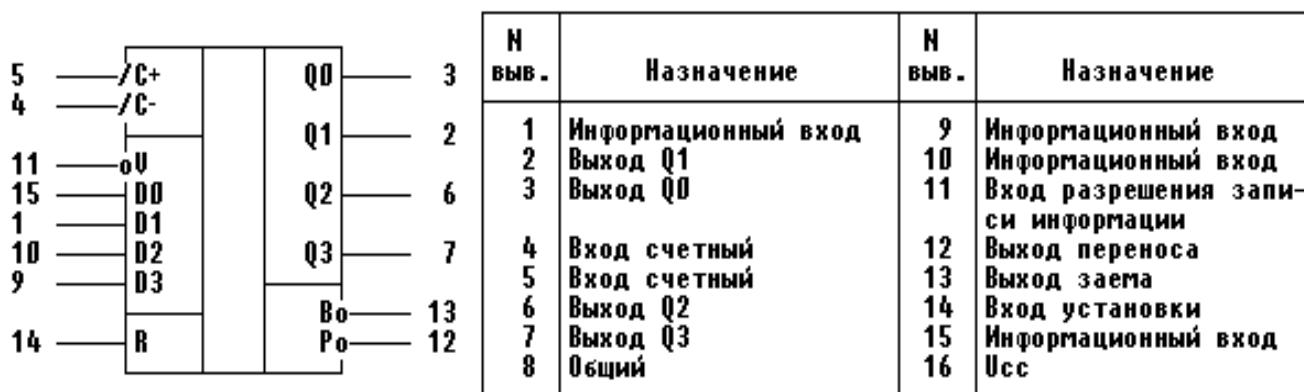 5 /C+ Q0 3
4 /C-
Q1 2
11 V
15 D0 Q2 6
1 D1
10 D2 Q3 7
9 D3
Bo 13
14 R Po 12
N N
выв. Назначение выв. Назначение
1 Информационный вход 9 Информационный вход
2 Выход Q1 10 Информационный вход
3 Выход Q0 11 Вход разрешения запи-
си информации
4 Вход счетный 12 Выход переноса
5 Вход счетный 13 Выход заема
6 Выход Q2 14 Вход установки
7 Выход Q3 15 Информационный вход
8 Общий 16 Ucc